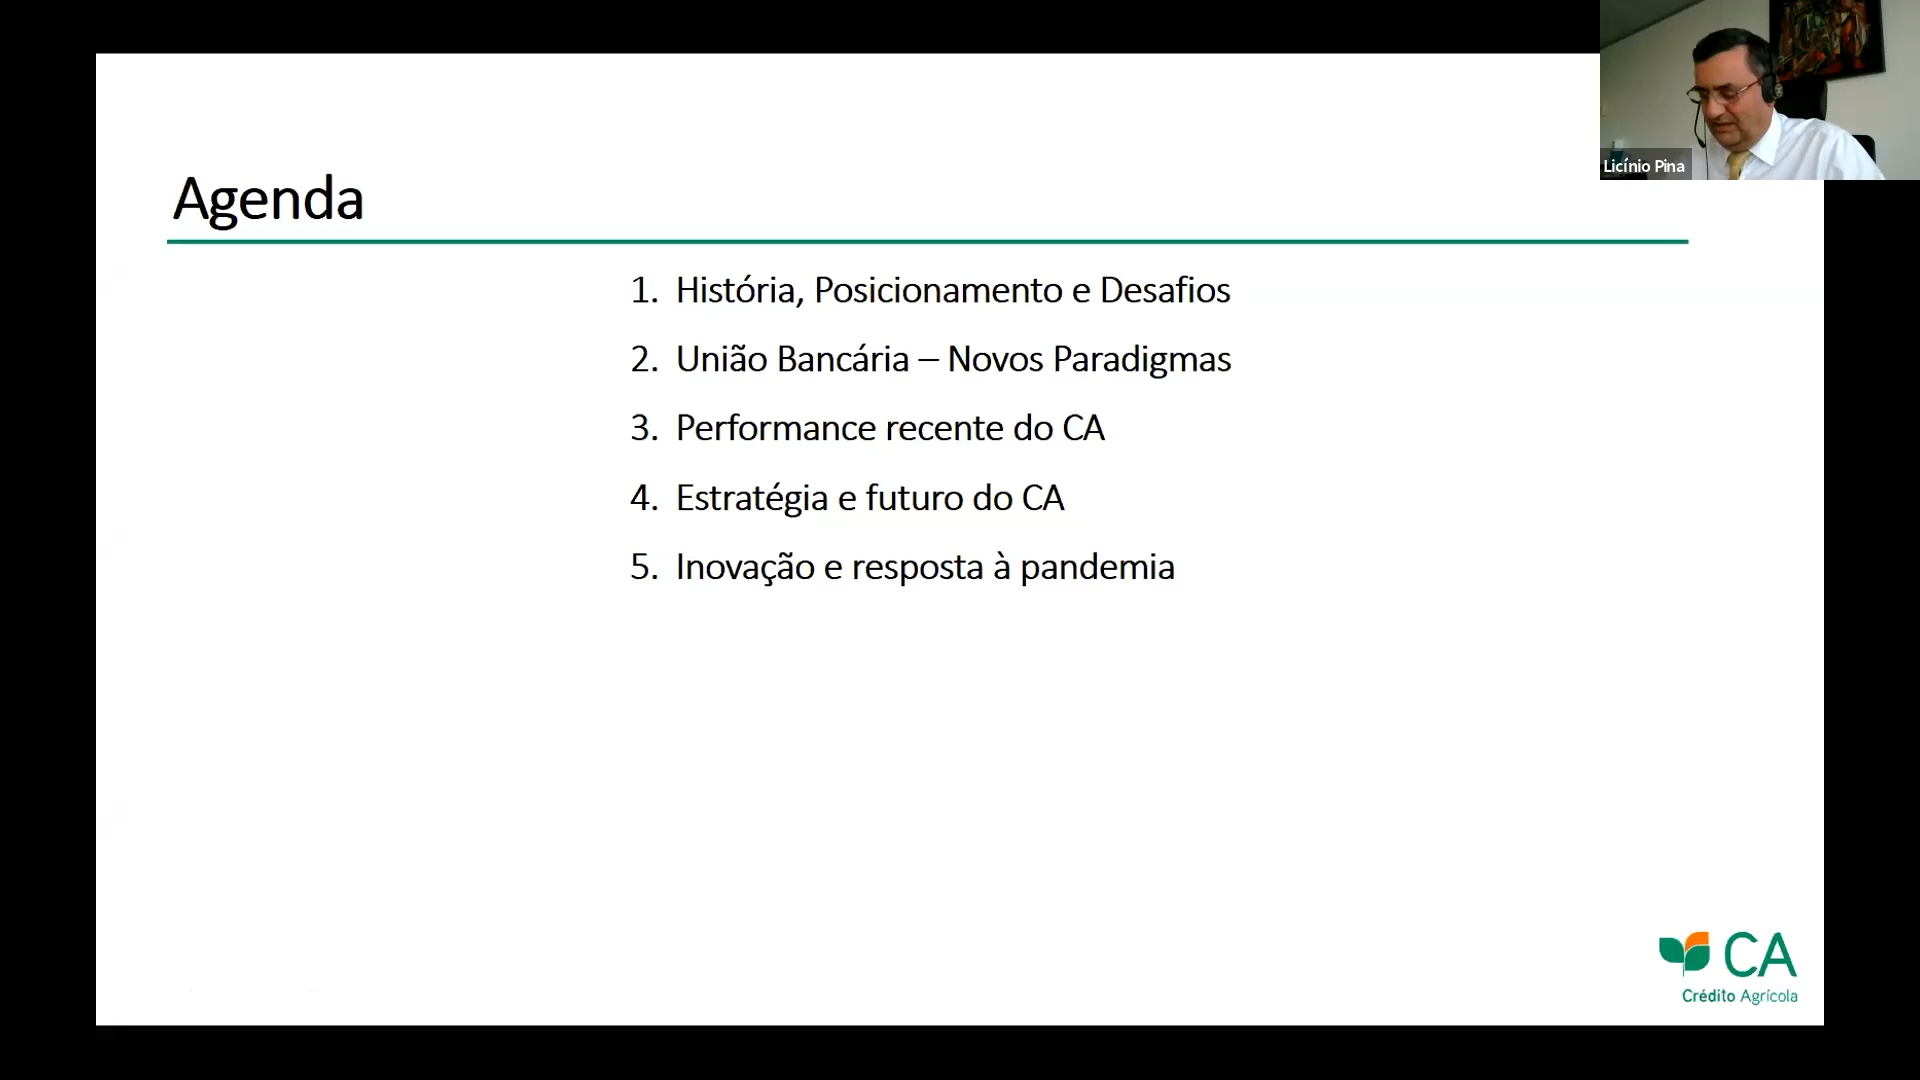 Licínio Pina
Agenda
1. História, Posicionamento e Desafios
2. União Bancária – Novos Paradigmas
3. Performance recente do CA
4. Estratégia e futuro do CA
5. Inovação e resposta à pandemia
CA
Crédito Agrícola